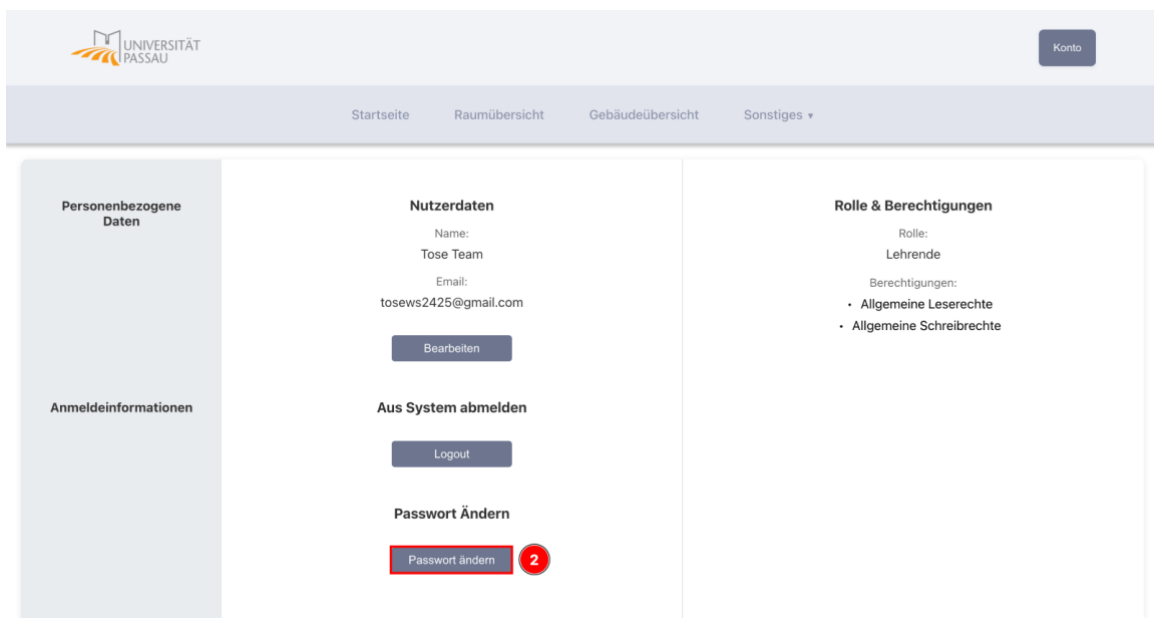 UNIVERSITÄT
PASSAU
Konto
Startseite Raumübersicht Gebäudeübersicht Sonstiges ▾
Personenbezogene
Daten
Nutzerdaten
Name:
Tose Team
Email:
tosews2425@gmail.com
Bearbeiten
Rolle & Berechtigungen
Rolle:
Lehrende
Berechtigungen:
• Allgemeine Leserechte
• Allgemeine Schreibrechte
Anmeldeinformationen
Aus System abmelden
Logout
Passwort Ändern
Passwort ändern 2